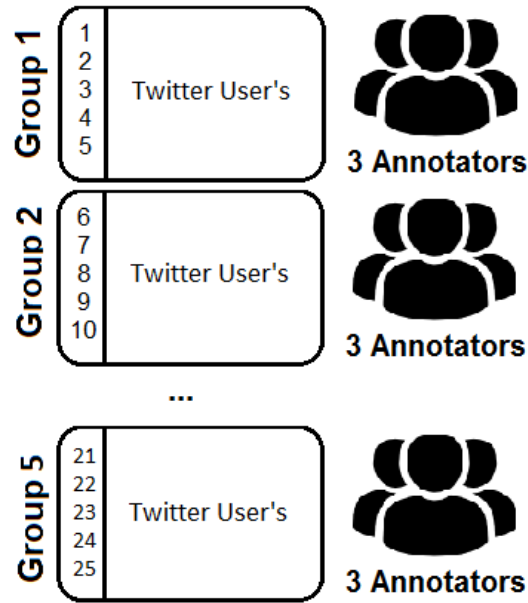 Group 1
1
2
3
4
5
Twitter User's
3 Annotators
Group 2
6
7
8
9
10
Twitter User's
3 Annotators
...
Group 5
21
22
23
24
25
Twitter User's
3 Annotators